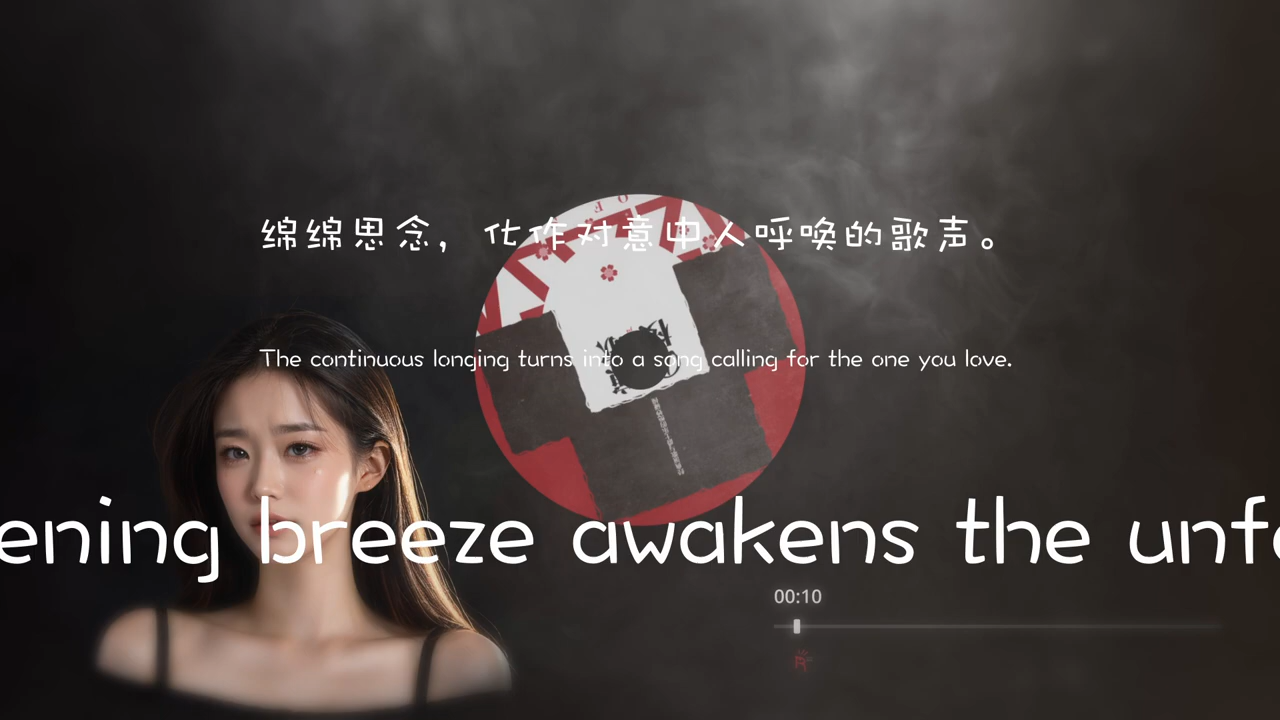 OF
绵绵思念，化作对意中人呼唤的歌声。
The continuous longing turns into a song calling for the one you love.
ening breeze awakens the unf
00:10